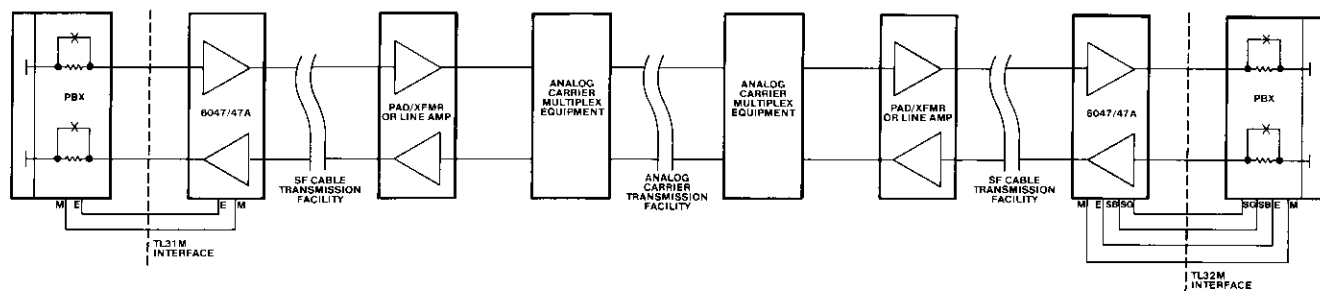 PBX
6047/47A
PAD/XFMR
OR LINE AMP
ANALOG
CARRIER
MULTIPLEX
EQUIPMENT
ANALOG
CARRIER
MULTIPLEX
EQUIPMENT
PAD/XFMR
OR LINE AMP
6047/47A
PBX
SF CABLE
TRANSMISSION
FACILITY
ANALOG
CARRIER
TRANSMISSION
FACILITY
SF CABLE
TRANSMISSION
FACILITY
M E
E M
M E SB SG
SG SB E M
TL31M
INTERFACE
TL32M
INTERFACE